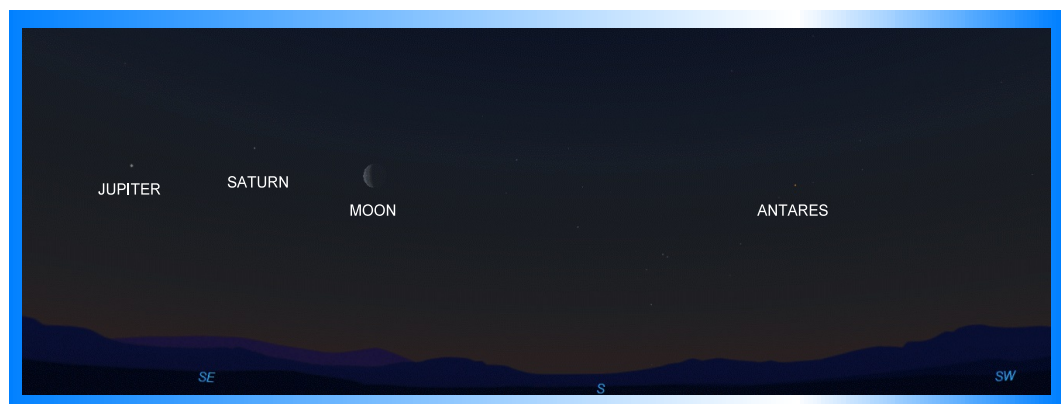 JUPITER
SATURN
MOON
ANTARES
SE
S
SW